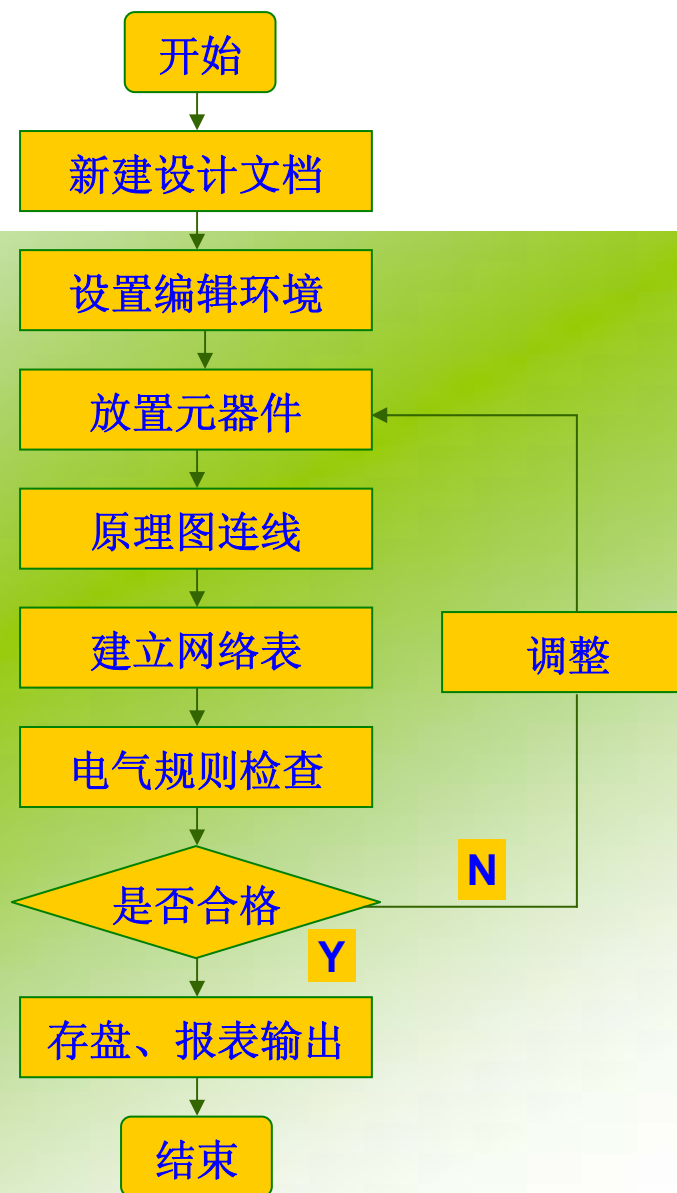 开始
新建设计文档
设置编辑环境
放置元器件
原理图连线
建立网络表
调整
电气规则检查
是否合格
N
Y
存盘、报表输出
结束